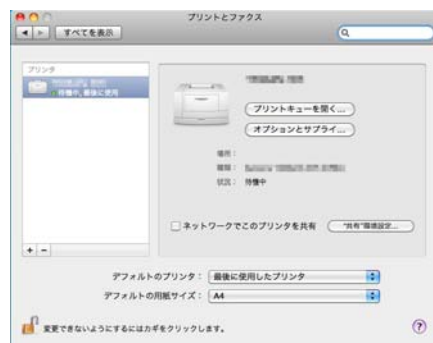 プリントとファクス
すべてを表示
プリンタ
待機中, 最後に使用
プリントキューを開く...
オプションとサプライ...
場所：
種類：
状況： 待機中
ネットワークでこのプリンタを共有
"共有"環境設定...
デフォルトのプリンタ： 最後に使用したプリンタ
デフォルトの用紙サイズ： A4
変更できないようにするにはカギをクリックします。